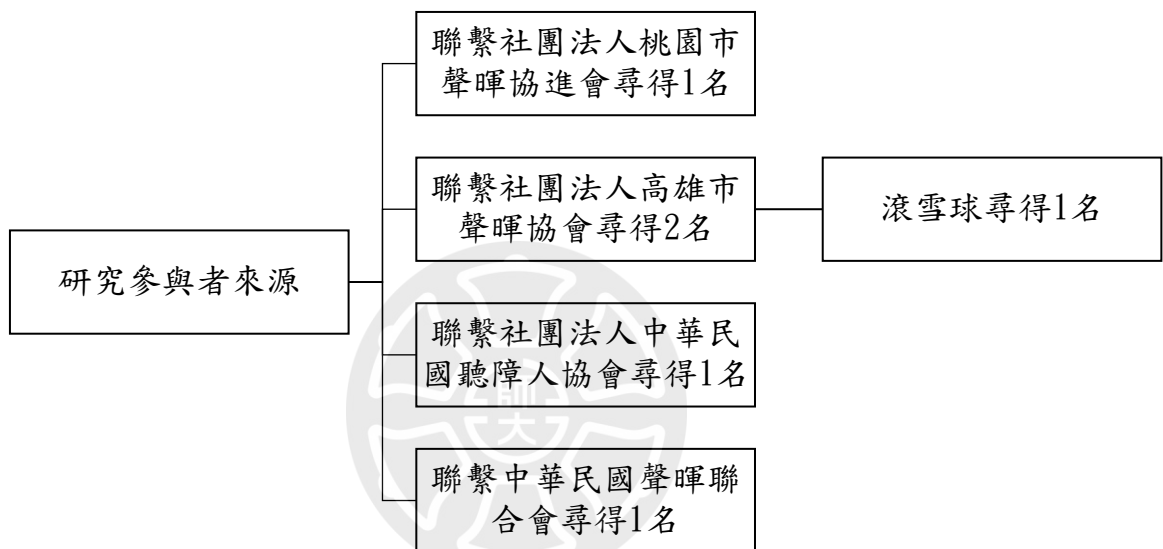 聯繫社團法人桃園市
聲暉協進會尋得1名
聯繫社團法人高雄市
聲暉協會尋得2名
滾雪球尋得1名
研究參與者來源
聯繫社團法人中華民
國聽障人協會尋得1名
師大
聯繫中華民國聲暉聯
合會尋得1名